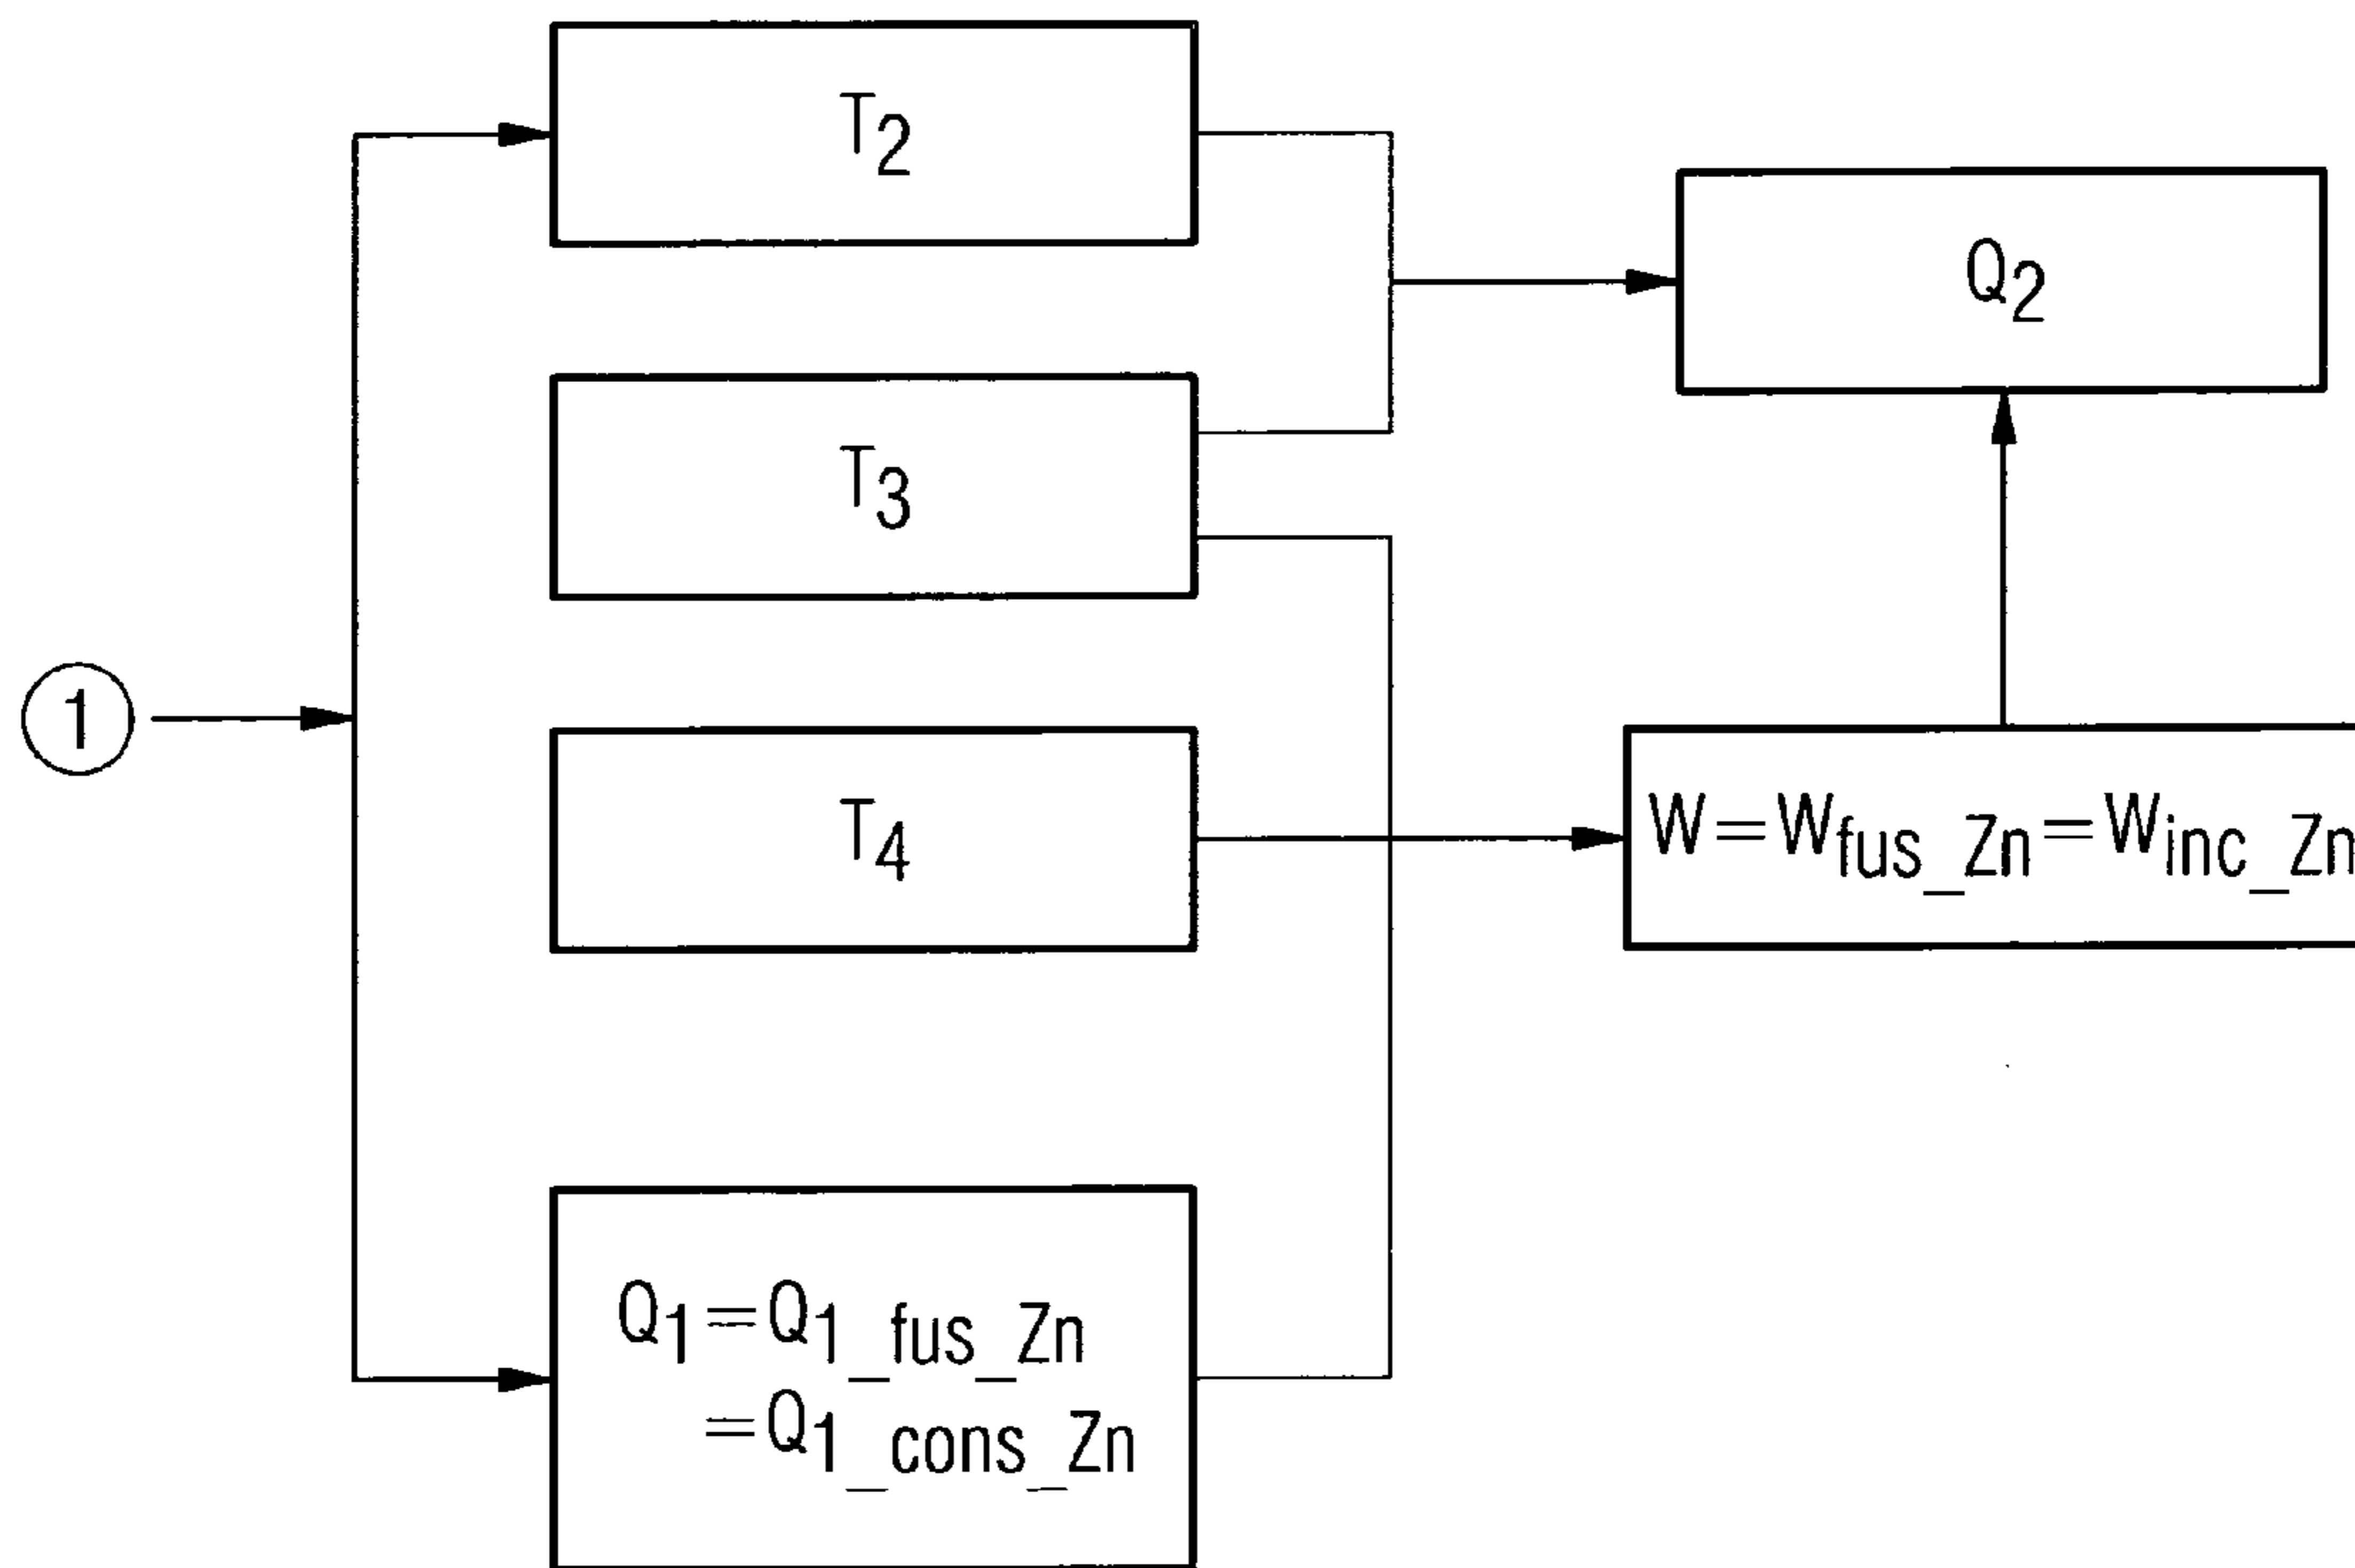 T2
Q2
T3
1
T4
W=Wfus_Zn=Winc_Zn
Q1=Q1_fus_Zn
=Q1_cons_Zn